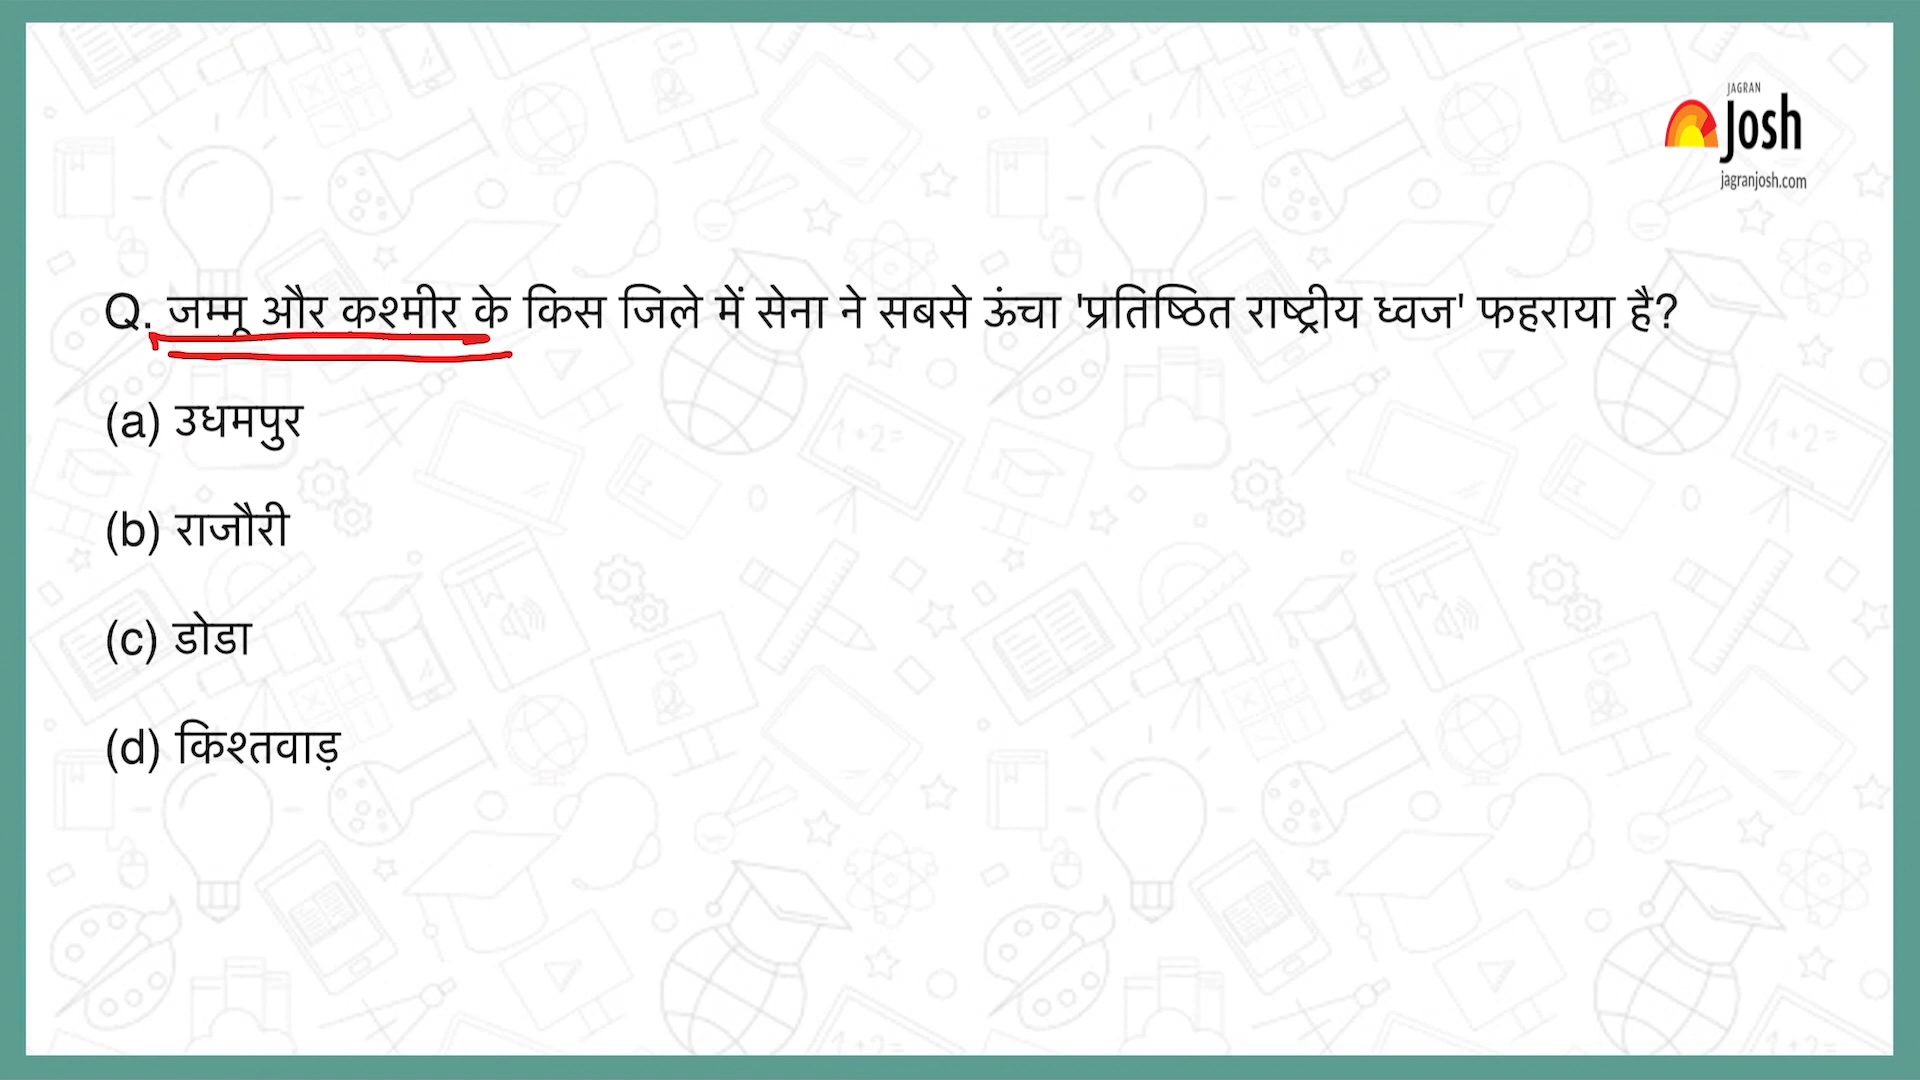 JAGRAN
Josh
jagranjosh.com
Q. जम्मू और कश्मीर के किस जिले में सेना ने सबसे ऊंचा 'प्रतिष्ठित राष्ट्रीय ध्वज' फहराया है?
(a) उधमपुर
(b) राजौरी
(c) डोडा
(d) किश्तवाड़